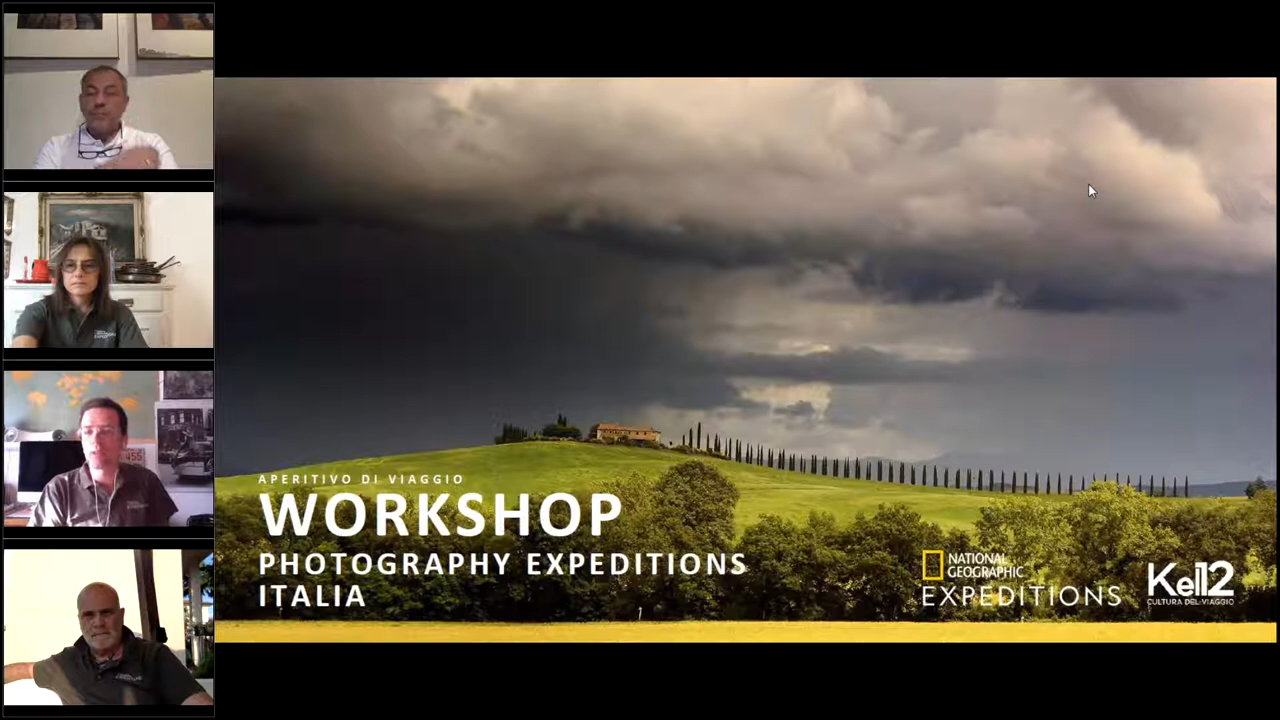 APERITIVO DI VIAGGIO
WORKSHOP
PHOTOGRAPHY EXPEDITIONS
ITALIA
NATIONAL
GEOGRAPHIC
EXPEDITIONS
Kel12
CULTURA DEL VIAGGIO